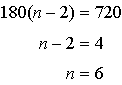 180(n − 2) = 720
n − 2 = 4
n = 6